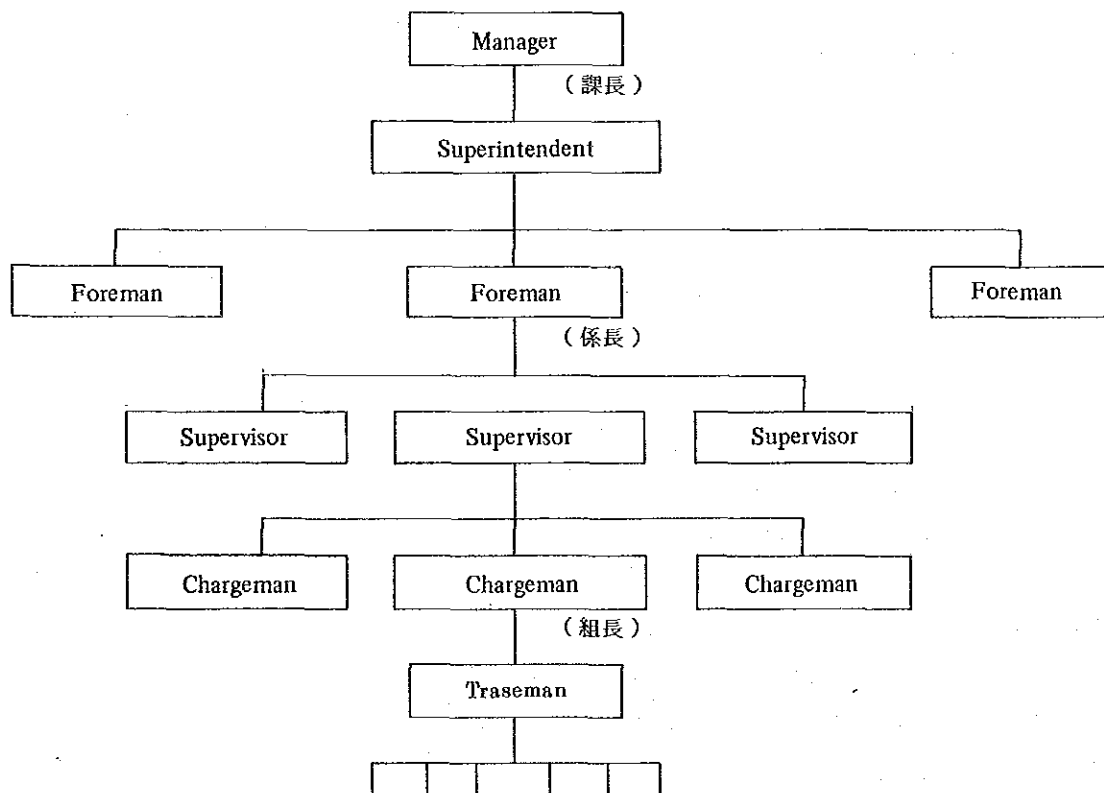 Manager
(課長)
Superintendent
Foreman Foreman Foreman
(係長)
Supervisor Supervisor Supervisor
Chargeman Chargeman Chargeman
(組長)
Traseman